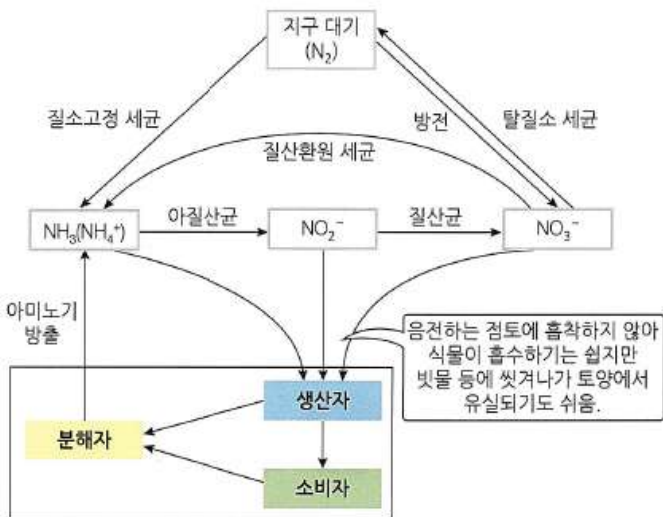 지구 대기
(N₂)
질소고정 세균
방전
탈질소 세균
질산환원 세균
NH₃(NH₄⁺)
아질산균
NO₂⁻
질산균
NO₃⁻
아미노기
방출
음전하는 점토에 흡착하지 않아
식물이 흡수하기는 쉽지만
빗물 등에 씻겨나가 토양에서
유실되기도 쉬움.
생산자
분해자
소비자